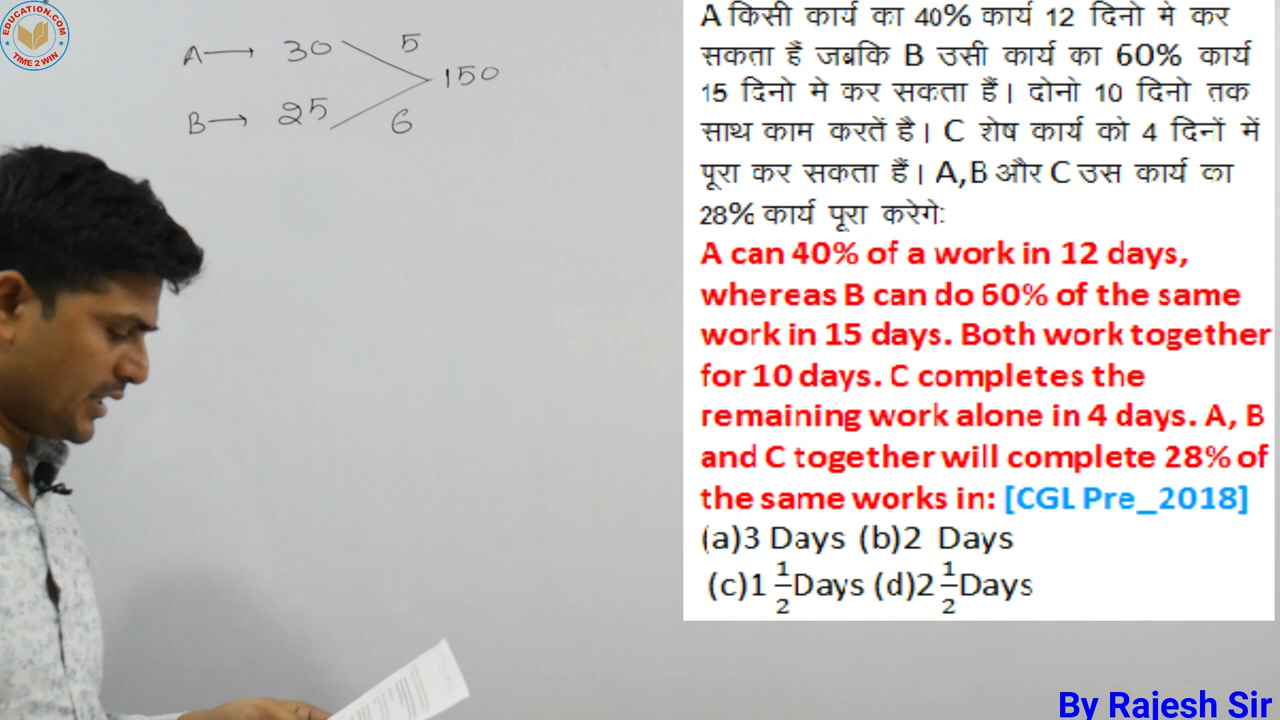 EDUCATION.COM
TIME 2 WIN
A → 30 5
150
B → 25 6
A किसी कार्य का 40% कार्य 12 दिनो मे कर
सकता हैं जबकि B उसी कार्य का 60% कार्य
15 दिनो मे कर सकता हैं। दोनो 10 दिनो तक
साथ काम करतें है। C शेष कार्य को 4 दिनों में
पूरा कर सकता हैं। A,B और C उस कार्य का
28% कार्य पूरा करेगे:
A can 40% of a work in 12 days,
whereas B can do 60% of the same
work in 15 days. Both work together
for 10 days. C completes the
remaining work alone in 4 days. A, B
and C together will complete 28% of
the same works in: [CGL Pre_2018]
(a)3 Days (b)2 Days
(c)1 1/2 Days (d)2 1/2 Days
By Rajesh Sir